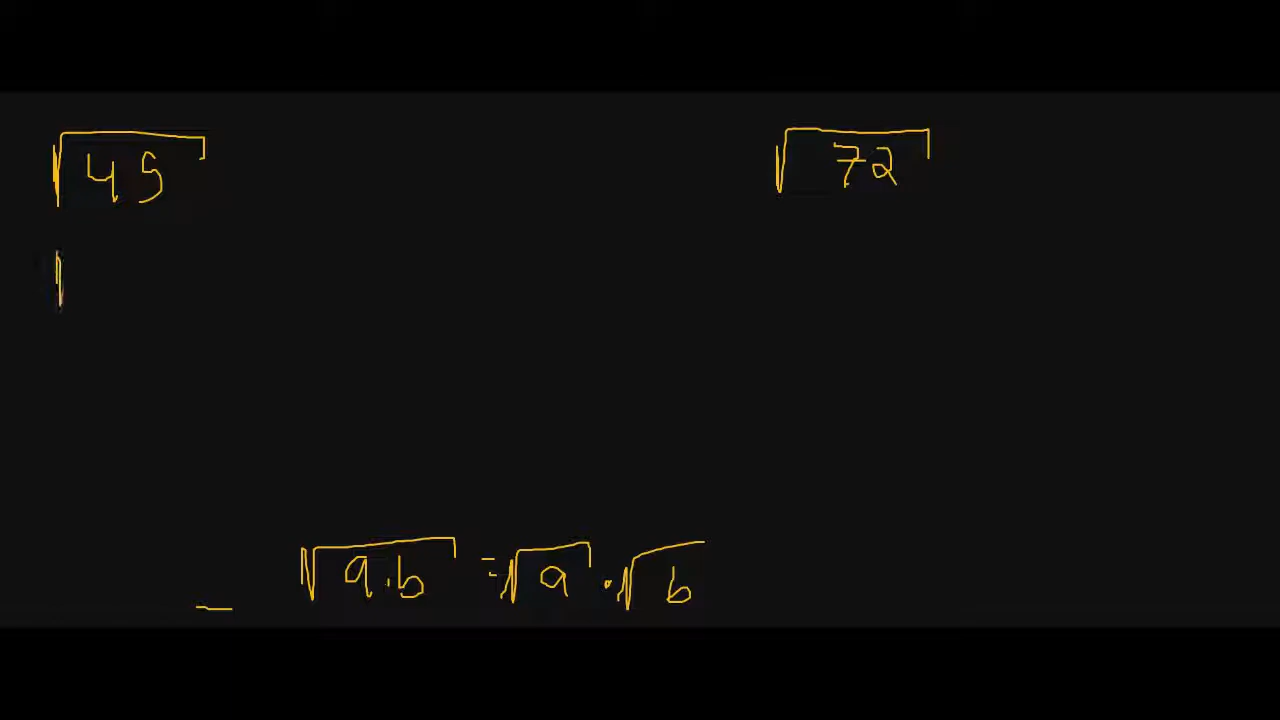 √45 √72
√
√a.b = √a . √b